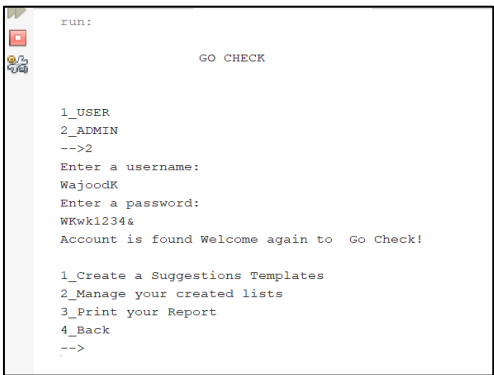 run:
GO CHECK
1_USER
2_ADMIN
-->2
Enter a username:
WajoodK
Enter a password:
WKwk1234&
Account is found Welcome again to  Go Check!
1_Create a Suggestions Templates
2_Manage your created lists
3_Print your Report
4_Back
-->